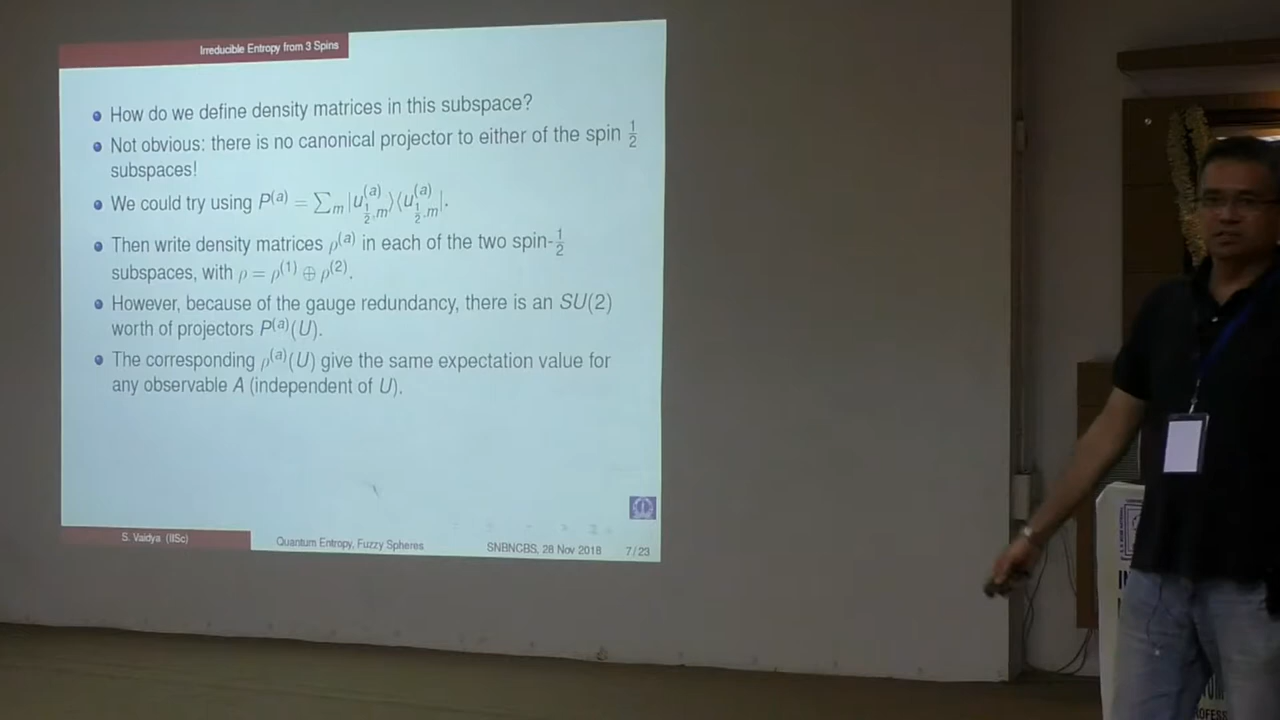 Irreducible Entropy from 3 Spins
• How do we define density matrices in this subspace?
• Not obvious: there is no canonical projector to either of the spin 1/2
subspaces!
• We could try using P^(a) = ∑_m |u^(a)_{1/2,m}⟩⟨u^(a)_{1/2,m}|.
• Then write density matrices ρ^(a) in each of the two spin-1/2
subspaces, with ρ = ρ^(1) ⊕ ρ^(2).
• However, because of the gauge redundancy, there is an SU(2)
worth of projectors P^(a)(U).
• The corresponding ρ^(a)(U) give the same expectation value for
any observable A (independent of U).
S. Vaidya (IISc)
Quantum Entropy, Fuzzy Spheres
SNBNCBS, 28 Nov 2018
7/23